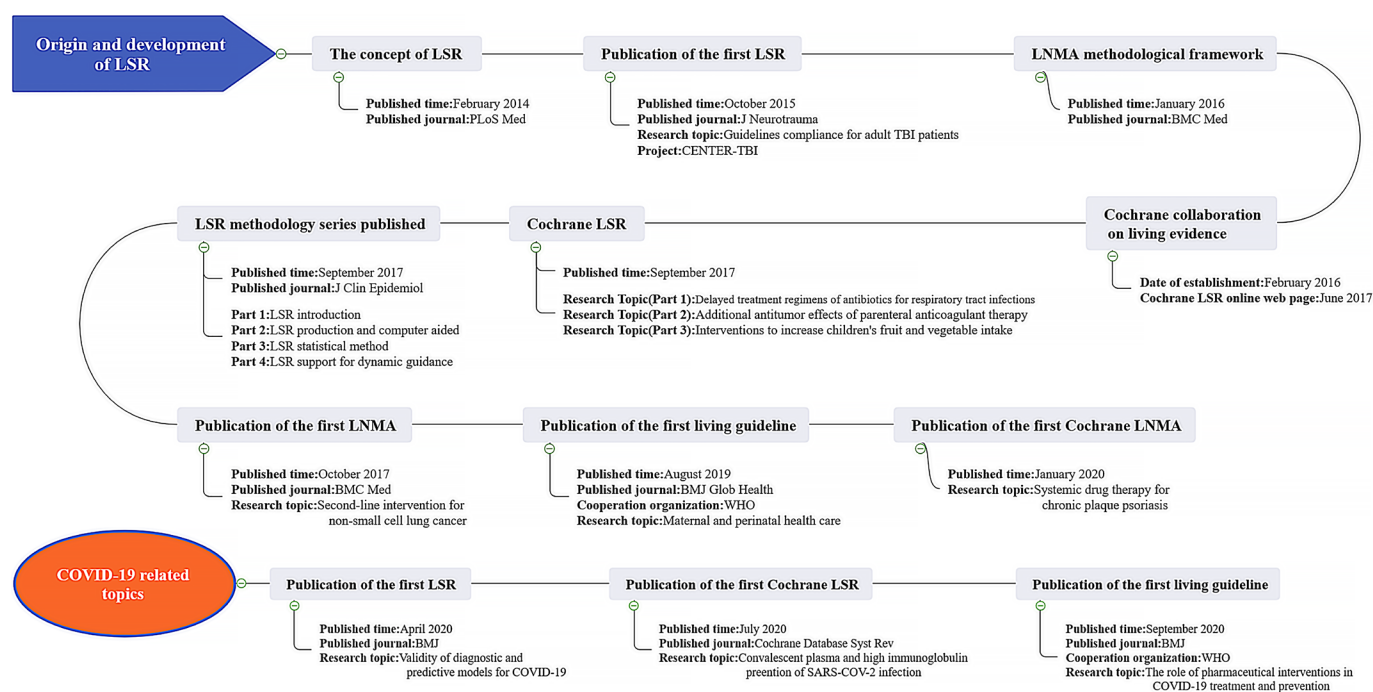 Origin and development
of LSR
The concept of LSR
Published time:February 2014
Published journal:PLoS Med
Publication of the first LSR
Published time:October 2015
Published journal:J Neurotrauma
Research topic:Guidelines compliance for adult TBI patients
Project:CENTER-TBI
LNMA methodological framework
Published time:January 2016
Published journal:BMC Med
Cochrane collaboration
on living evidence
Date of establishment:February 2016
Cochrane LSR online web page:June 2017
Cochrane LSR
Published time:September 2017
Research Topic(Part 1):Delayed treatment regimens of antibiotics for respiratory tract infections
Research Topic(Part 2):Additional antitumor effects of parenteral anticoagulant therapy
Research Topic(Part 3):Interventions to increase children's fruit and vegetable intake
LSR methodology series published
Published time:September 2017
Published journal:J Clin Epidemiol
Part 1:LSR introduction
Part 2:LSR production and computer aided
Part 3:LSR statistical method
Part 4:LSR support for dynamic guidance
Publication of the first LNMA
Published time:October 2017
Published journal:BMC Med
Research topic:Second-line intervention for
non-small cell lung cancer
Publication of the first living guideline
Published time:August 2019
Published journal:BMJ Glob Health
Cooperation organization:WHO
Research topic:Maternal and perinatal health care
Publication of the first Cochrane LNMA
Published time:January 2020
Research topic:Systemic drug therapy for
chronic plaque psoriasis
COVID-19 related
topics
Publication of the first LSR
Published time:April 2020
Published journal:BMJ
Research topic:Validity of diagnostic and
predictive models for COVID-19
Publication of the first Cochrane LSR
Published time:July 2020
Published journal:Cochrane Database Syst Rev
Research topic:Convalescent plasma and high immunoglobulin
preention of SARS-COV-2 infection
Publication of the first living guideline
Published time:September 2020
Published journal:BMJ
Cooperation organization:WHO
Research topic:The role of pharmaceutical interventions in
COVID-19 treatment and prevention